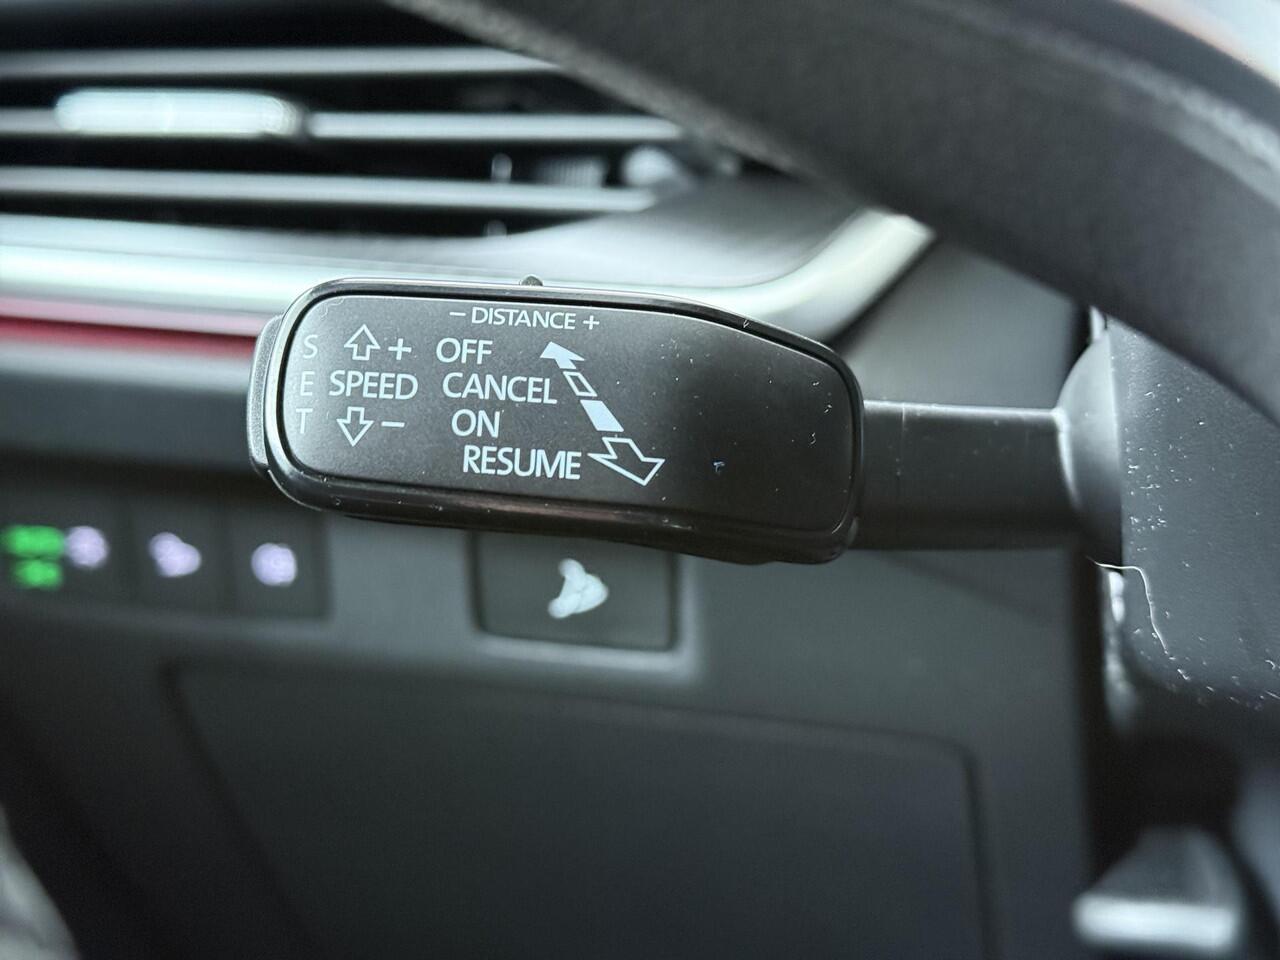 − DISTANCE +
S + OFF
E SPEED CANCEL
T − ON
RESUME